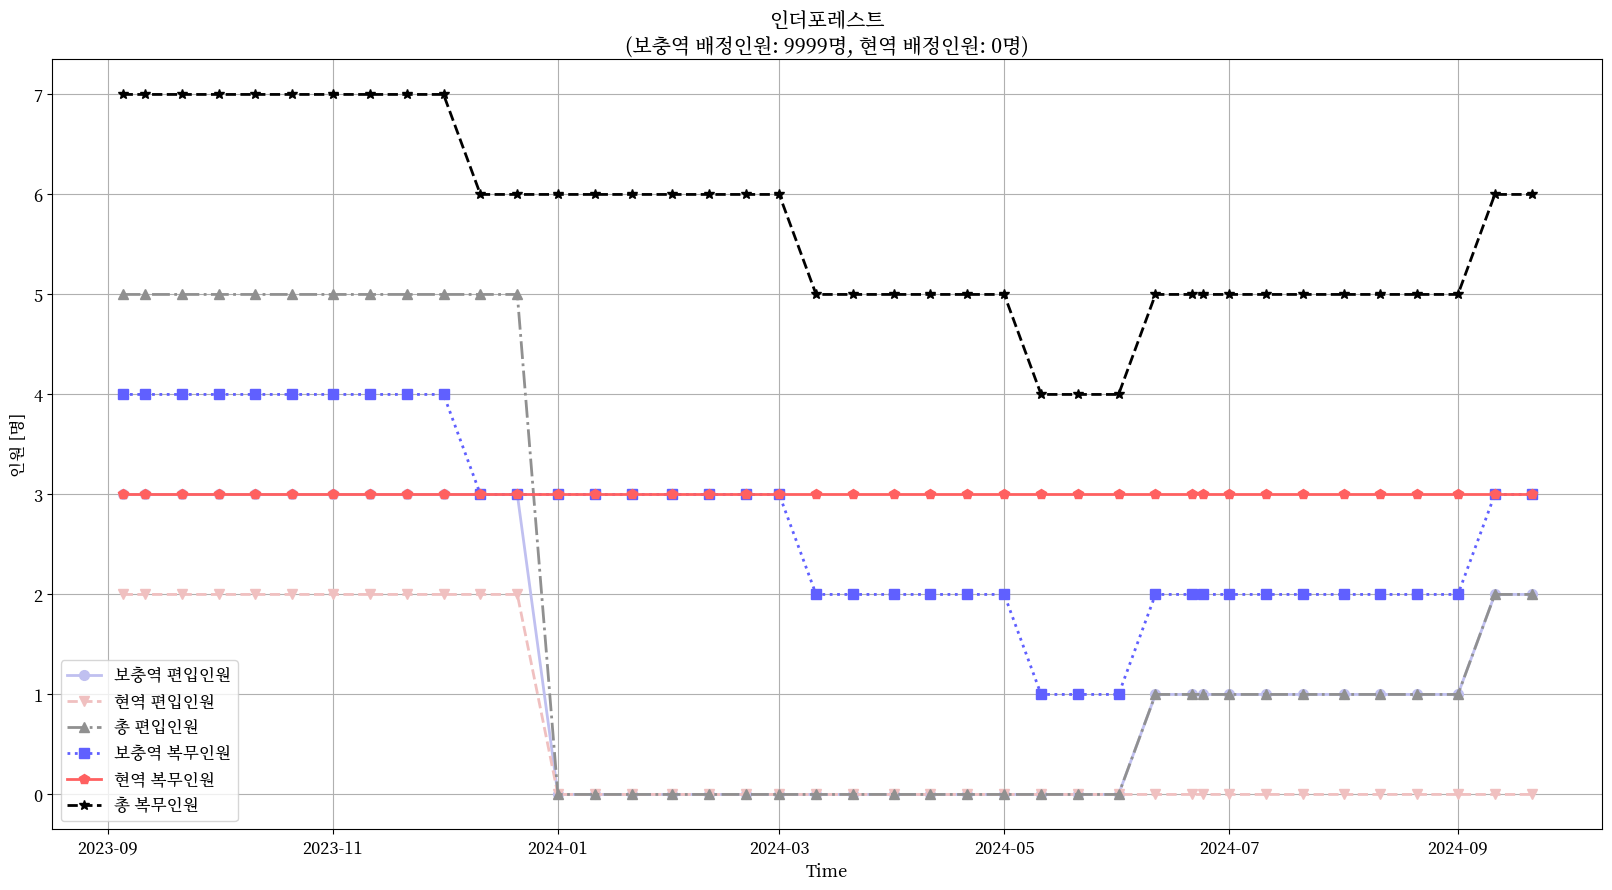 인더포레스트
(보충역 배정인원: 9999명, 현역 배정인원: 0명)
인원 [명]
7
6
5
4
3
2
1
0
보충역 편입인원
현역 편입인원
총 편입인원
보충역 복무인원
현역 복무인원
총 복무인원
2023-09
2023-11
2024-01
2024-03
2024-05
2024-07
2024-09
Time